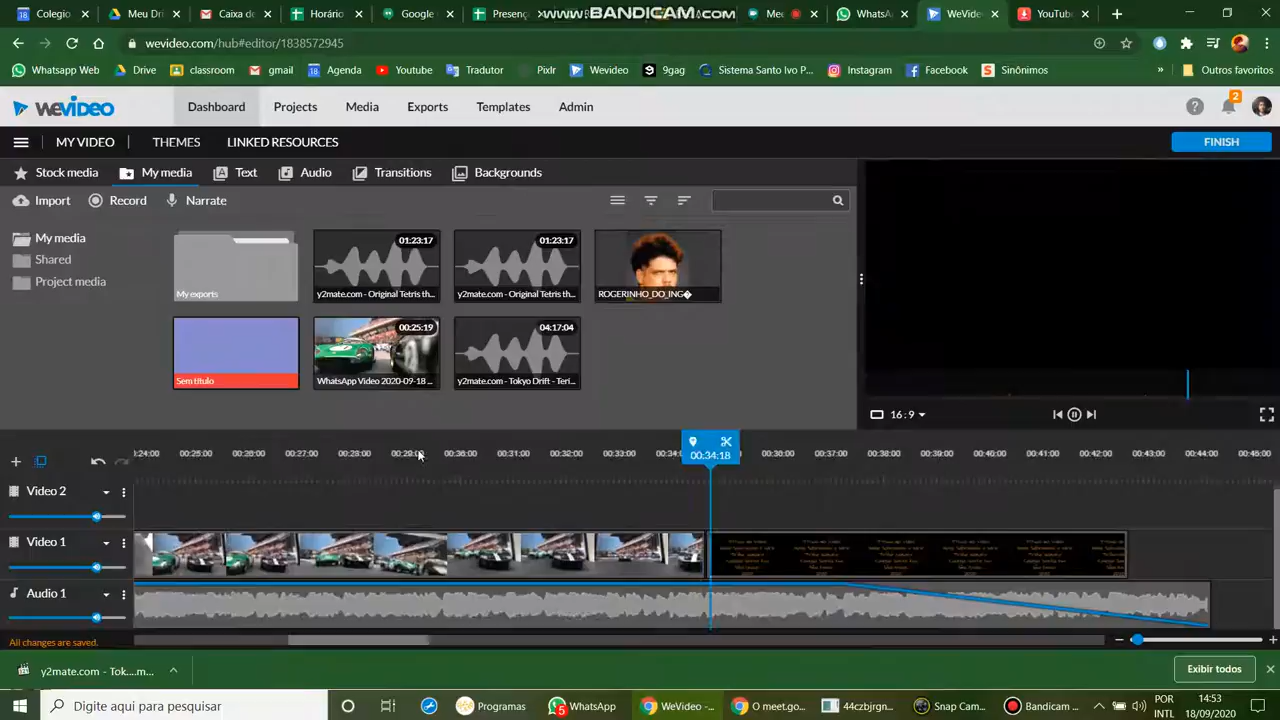 Colégio
Meu Dri
Caixa de
Horário
Google
Presenç
WWW.BANDICAM.COM
Mee
WhatsA
WeVide
YouTube
wevideo.com/hub#editor/1838572945
Whatsapp Web
Drive
classroom
gmail
Agenda
Youtube
Tradutor
Pixlr
Wevideo
9gag
Sistema Santo Ivo P...
Instagram
Facebook
Sinônimos
»
Outros favoritos
wevideo
Dashboard
Projects
Media
Exports
Templates
Admin
2
MY VIDEO
THEMES
LINKED RESOURCES
FINISH
Stock media
My media
Text
Audio
Transitions
Backgrounds
Import
Record
Narrate
My media
Shared
Project media
My exports
01:23:17
y2mate.com - Original Tetris th...
01:23:17
y2mate.com - Original Tetris th...
ROGERINHO_DO_ING�
Sem título
00:25:19
WhatsApp Video 2020-09-18 ...
04:17:04
y2mate.com - Tokyo Drift - Teri...
16:9
00:34:18
:24:00 00:25:00 00:26:00 00:27:00 00:28:00 00:29:00 00:30:00 00:31:00 00:32:00 00:33:00 00:34: 00:36:00 00:37:00 00:38:00 00:39:00 00:40:00 00:41:00 00:42:00 00:43:00 00:44:00 00:45:00
Video 2
Video 1
Audio 1
All changes are saved.
y2mate.com - Tok....m...
Exibir todos
Digite aqui para pesquisar
Programas
5
WhatsApp
WeVideo -...
O meet.go...
44czbjrgn...
Snap Cam...
Bandicam ...
POR
INTL
14:53
18/09/2020